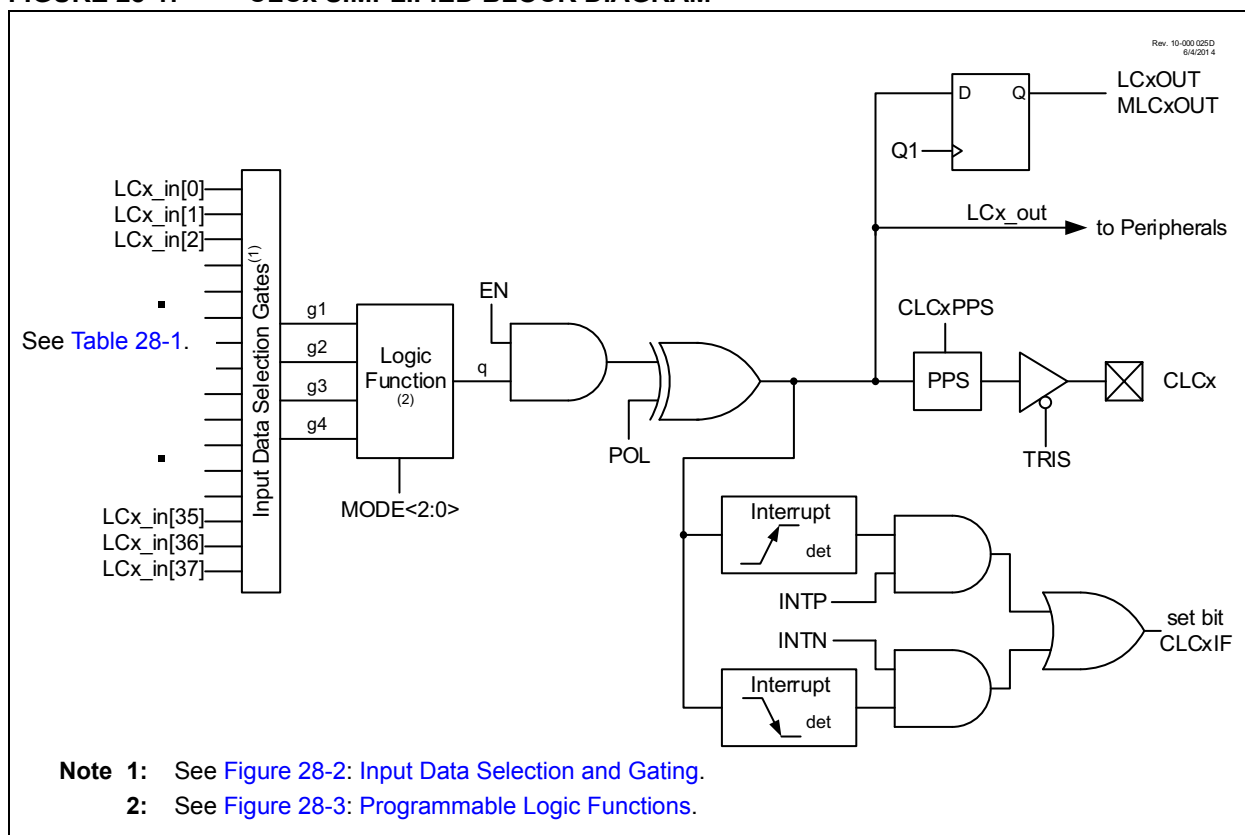 Rev. 10-000 025D
6/4/201 4
LCxOUT
MLCxOUT
D
Q
Q1
LCx_in[0]
LCx_in[1]
LCx_in[2]
LCx_out
to Peripherals
Input Data Selection Gates(1)
EN
CLCxPPS
g1
See Table 28-1.
g2
Logic
Function
(2)
q
PPS
CLCx
g3
g4
POL
TRIS
MODE<2:0>
LCx_in[35]
LCx_in[36]
LCx_in[37]
Interrupt
det
INTP
INTN
set bit
CLCxIF
Interrupt
det
Note 1: See Figure 28-2: Input Data Selection and Gating.
2: See Figure 28-3: Programmable Logic Functions.